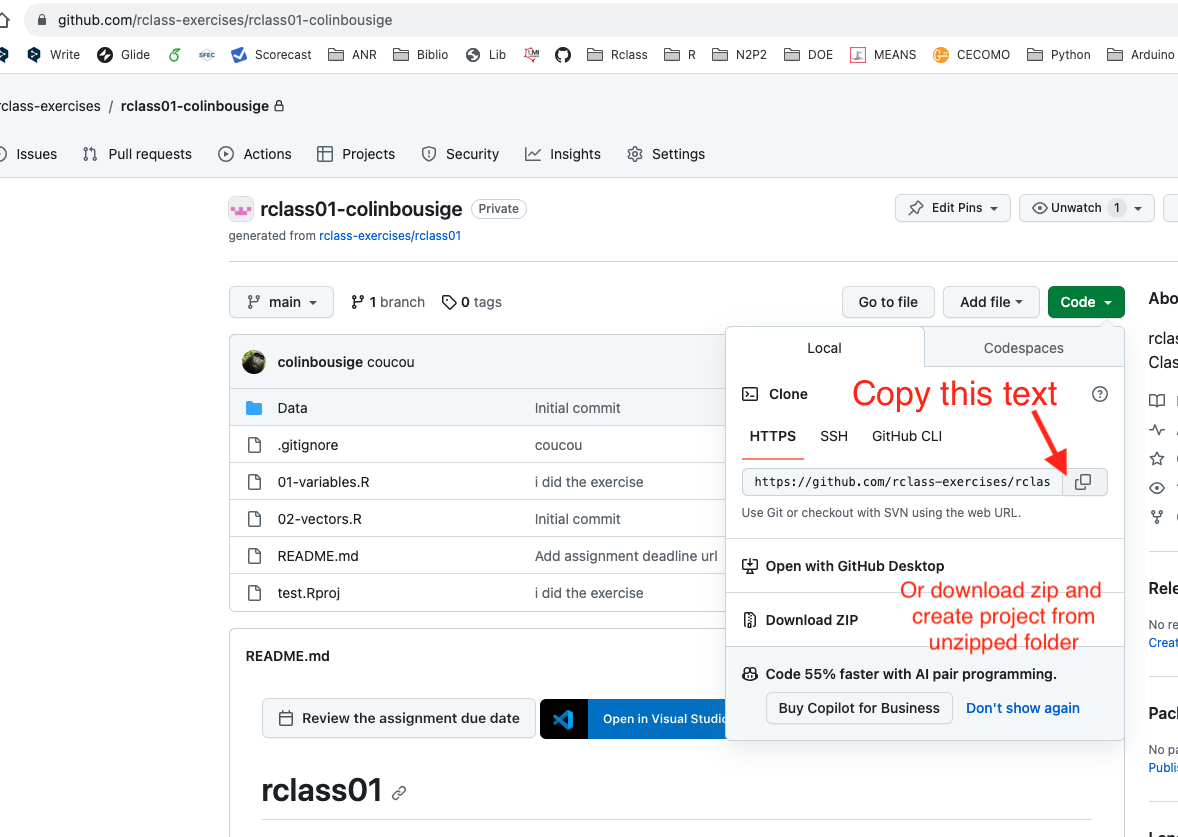 github.com/rclass-exercises/rclass01-colinbousige
Write Glide SPEC Scorecast ANR Biblio Lib Rclass R N2P2 DOE MEANS CECOMO Python Arduino
rclass-exercises / rclass01-colinbousige
Issues Pull requests Actions Projects Security Insights Settings
rclass01-colinbousige Private
Edit Pins Unwatch 1
generated from rclass-exercises/rclass01
main 1 branch 0 tags Go to file Add file Code
Abo
rclas
Clas
colinbousige coucou
Data Initial commit
.gitignore coucou
01-variables.R i did the exercise
02-vectors.R Initial commit
README.md Add assignment deadline url
test.Rproj i did the exercise
Local Codespaces
Clone
Copy this text
HTTPS SSH GitHub CLI
https://github.com/rclass-exercises/rclas
Use Git or checkout with SVN using the web URL.
Open with GitHub Desktop
Or download zip and
create project from
unzipped folder
Download ZIP
Code 55% faster with AI pair programming.
Buy Copilot for Business Don't show again
Rele
No re
Creat
README.md
Review the assignment due date Open in Visual Studio
rclass01
Pack
No pa
Publis